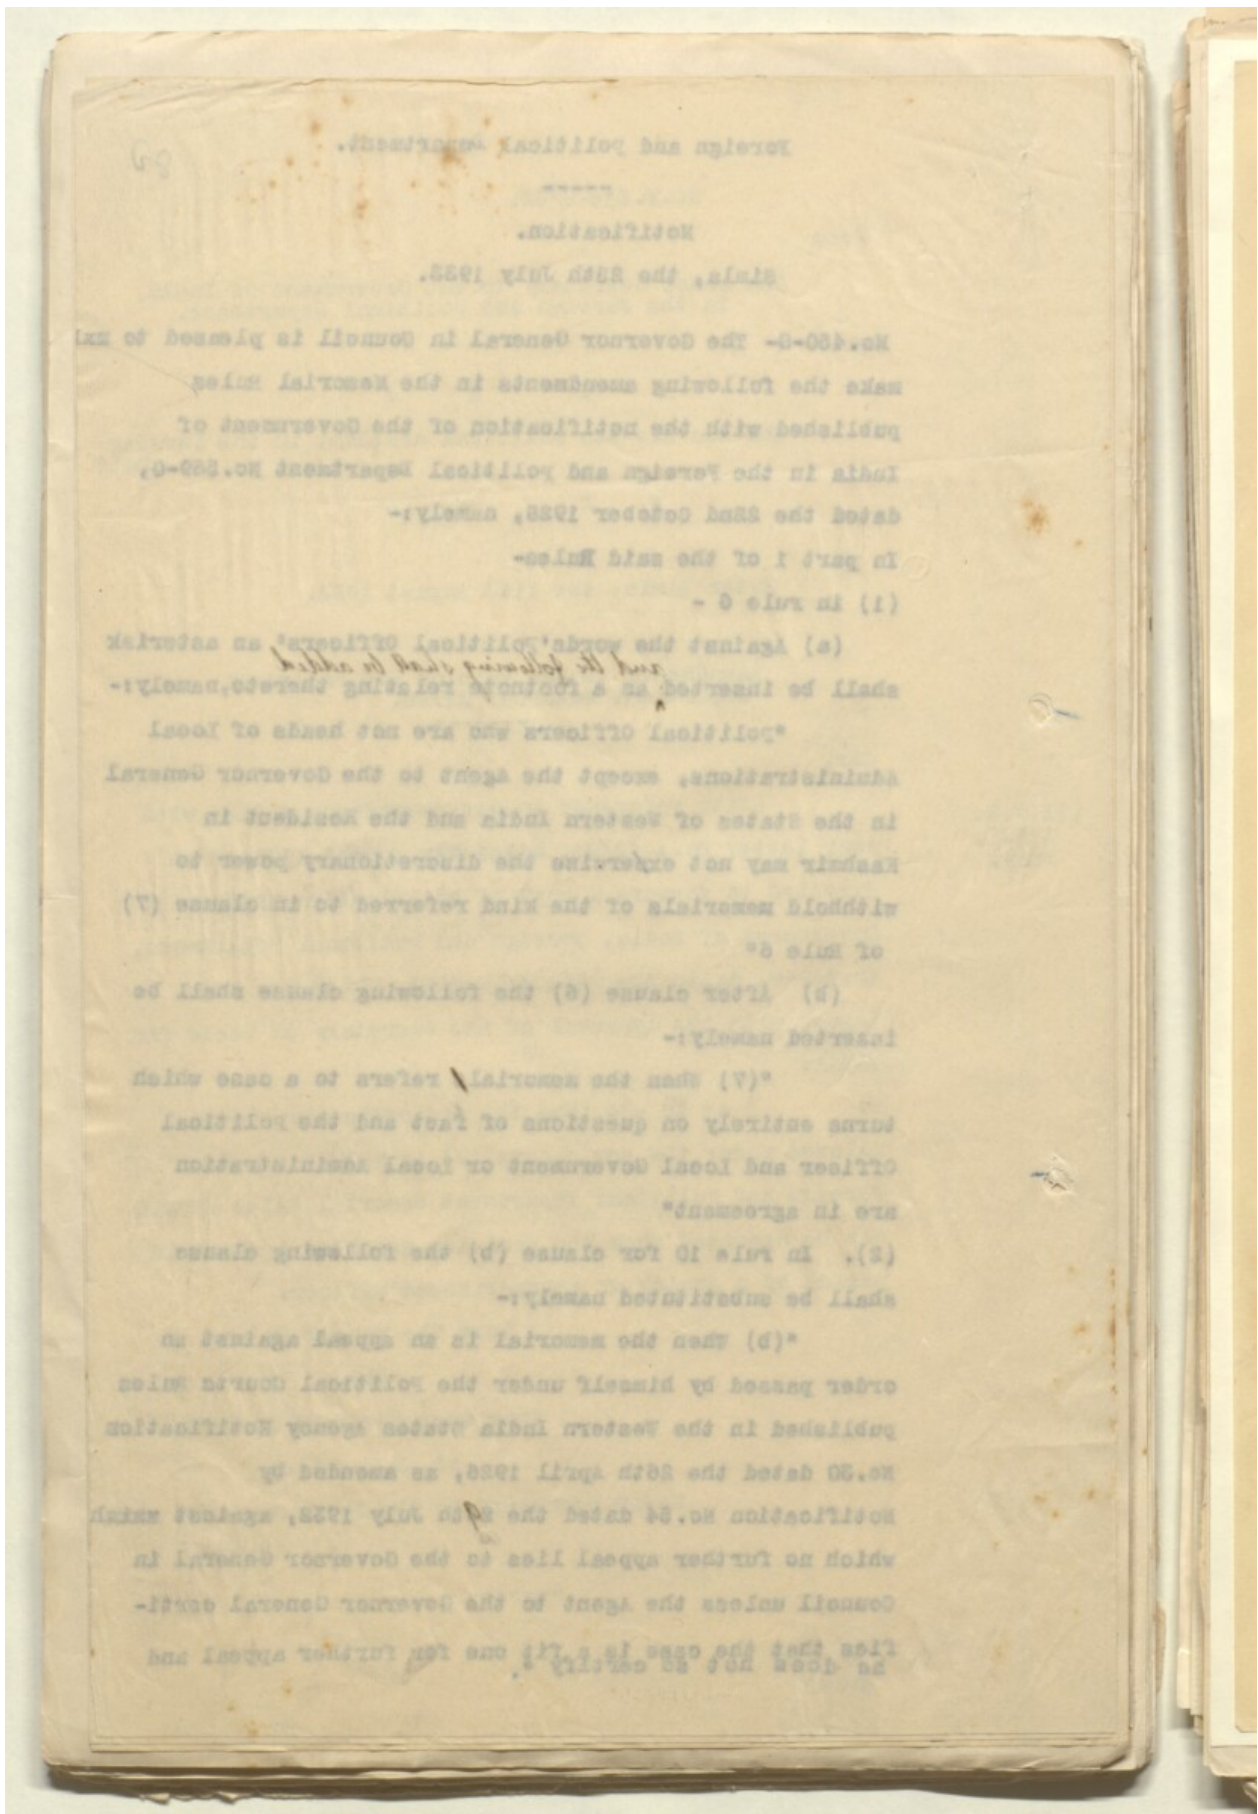 Foreign and Political Department.
-----
Notification.
Simla, the 28th July 1933.
No.450-G- The Governor General in Council is pleased to
make the following amendments in the Memorial Rules
published with the notification of the Government of
India in the Foreign and Political Department No.569-G,
dated the 22nd October 1926, namely:-
In part 1 of the said Rules-
(1) in rule 6 -
(a) Against the words"Political Officers" an asterisk
and the following shall be added
shall be inserted as a footnote relating thereto,namely:-
"Political Officers who are not heads of Local
Administrations, except the Agent to the Governor General
in the States of Western India and the Resident in
Kashmir may not exercise the discretionary power to
withhold memorials of the kind referred to in clause (7)
of Rule 6"
(b) After clause (6) the following clause shall be
inserted namely:-
"(7) When the memorial refers to a case which
turns entirely on questions of fact and the Political
Officer and Local Government or Local Administration
are in agreement"
(2). In rule 10 for clause (b) the following clause
shall be substituted namely:-
"(b) When the memorial is an appeal against an
order passed by himself under the Political Courts Rules
published in the Western India States Agency Notification
No.30 dated the 26th April 1926, as amended by
Notification No.54 dated the 29th July 1932, against
which no further appeal lies to the Governor General in
Council unless the Agent to the Governor General certi-
fies that the case is a fit one for further appeal and
he does not so certify ".